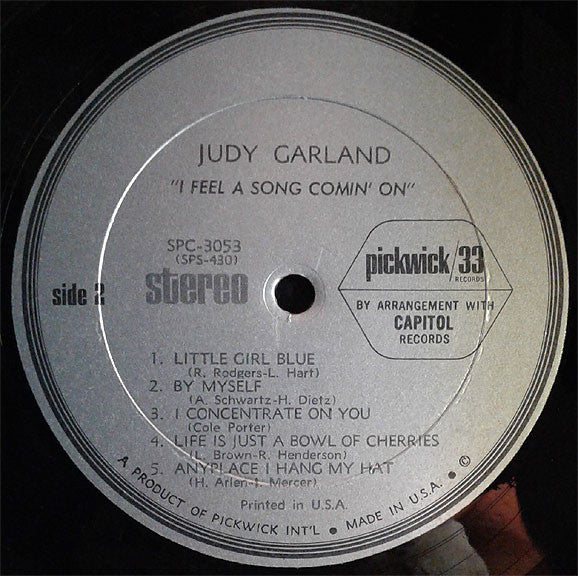 JUDY GARLAND
"I FEEL A SONG COMIN' ON"
SPC-3053
(SPS-430)
side 2
stereo
pickwick/33
RECORDS
BY ARRANGEMENT WITH
CAPITOL
RECORDS
1. LITTLE GIRL BLUE
(R. Rodgers-L. Hart)
2. BY MYSELF
(A. Schwartz-H. Dietz)
3. I CONCENTRATE ON YOU
(Cole Porter)
4. LIFE IS JUST A BOWL OF CHERRIES
(L. Brown-R. Henderson)
5. ANYPLACE I HANG MY HAT
(H. Arlen-J. Mercer)
Printed in U.S.A.
A PRODUCT OF PICKWICK INT'L • MADE IN U.S.A. • ©